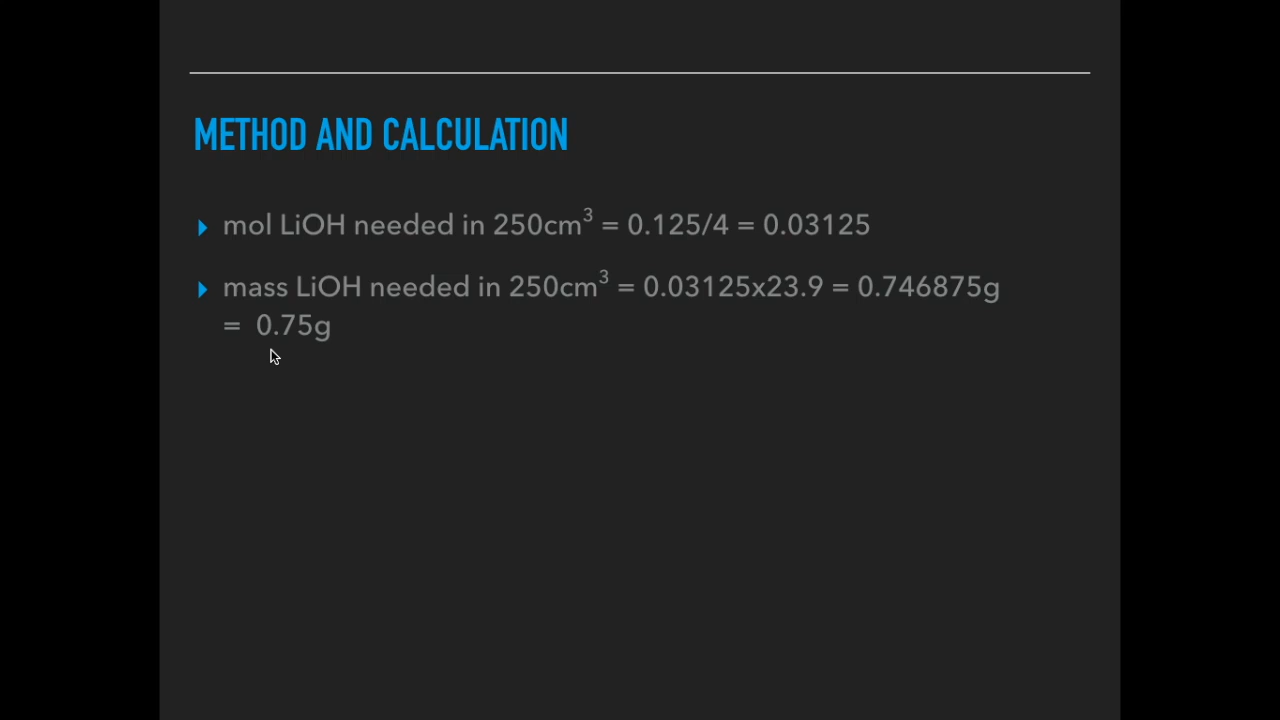 METHOD AND CALCULATION
mol LiOH needed in 250cm³ = 0.125/4 = 0.03125
mass LiOH needed in 250cm³ = 0.03125x23.9 = 0.746875g
= 0.75g